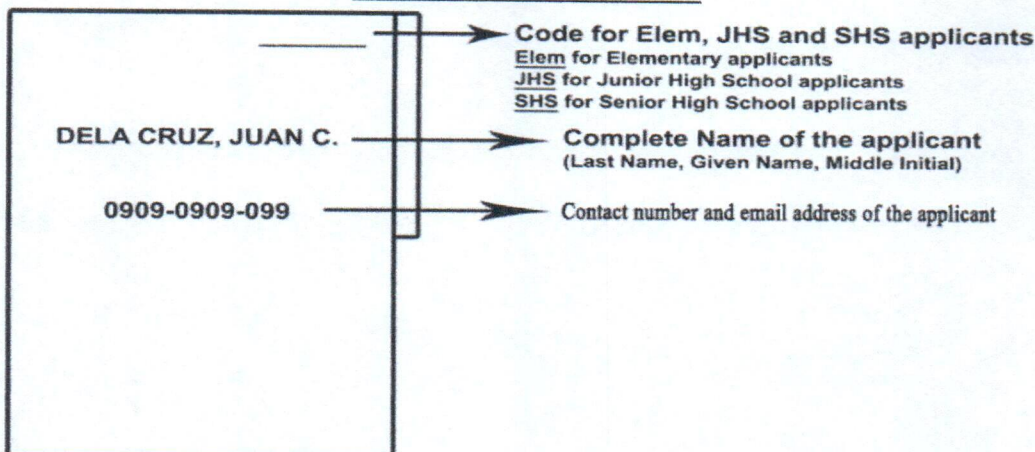 Code for Elem, JHS and SHS applicants
Elem for Elementary applicants
JHS for Junior High School applicants
SHS for Senior High School applicants
DELA CRUZ, JUAN C.
Complete Name of the applicant
(Last Name, Given Name, Middle Initial)
0909-0909-099
Contact number and email address of the applicant